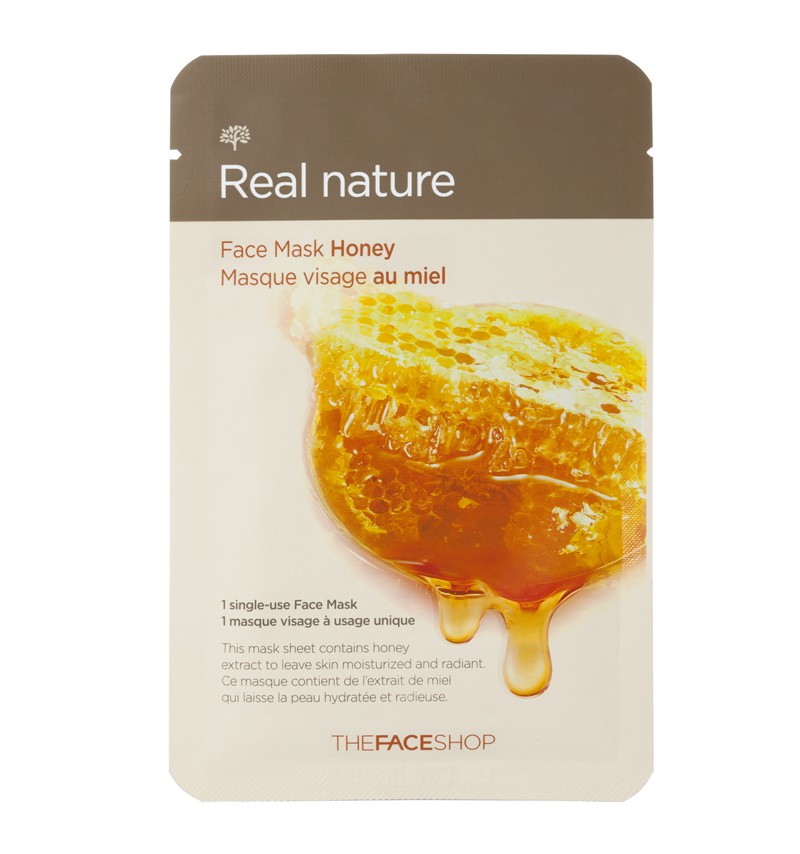 Real nature
Face Mask Honey
Masque visage au miel
1 single-use Face Mask
1 masque visage à usage unique
This mask sheet contains honey
extract to leave skin moisturized and radiant.
Ce masque contient de l'extrait de miel
qui laisse la peau hydratée et radieuse.
THEFACESHOP